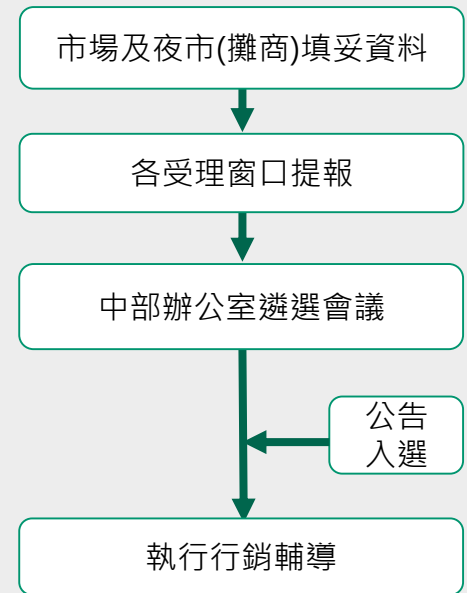 市場及夜市(攤商)填妥資料
各受理窗口提報
中部辦公室遴選會議
公告
入選
執行行銷輔導